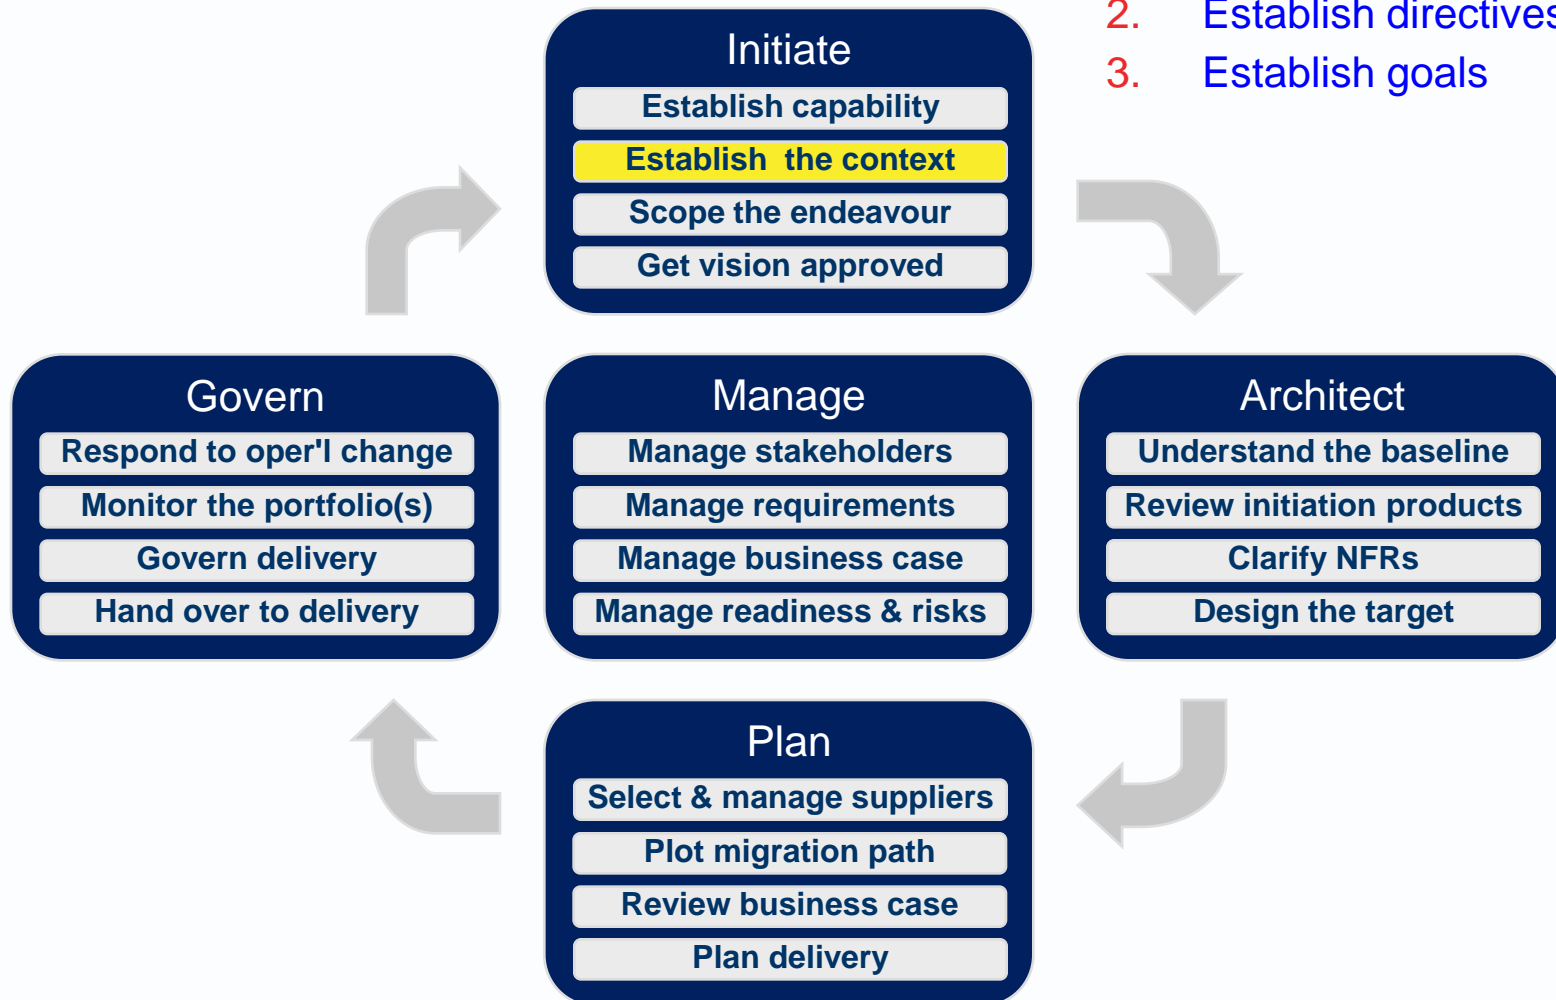 2. Establish directives
3. Establish goals
Initiate
Establish capability
Establish  the context
Scope the endeavour
Get vision approved
Govern
Respond to oper'l change
Monitor the portfolio(s)
Govern delivery
Hand over to delivery
Manage
Manage stakeholders
Manage requirements
Manage business case
Manage readiness & risks
Architect
Understand the baseline
Review initiation products
Clarify NFRs
Design the target
Plan
Select & manage suppliers
Plot migration path
Review business case
Plan delivery